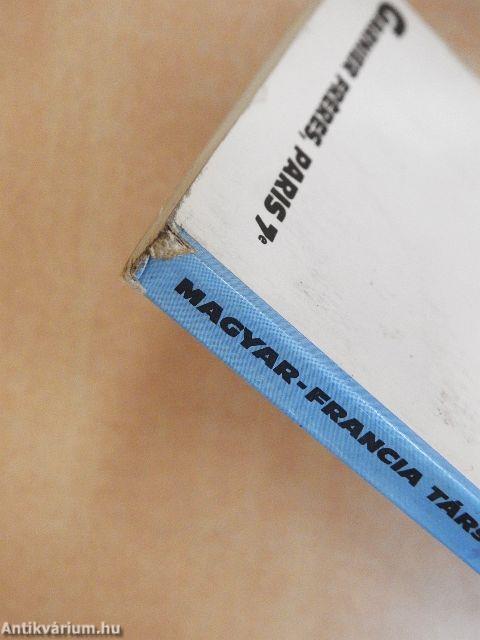 GARNIER FRÈRES, PARIS 7e
MAGYAR-FRANCIA TÁRS
Antikvárium.hu